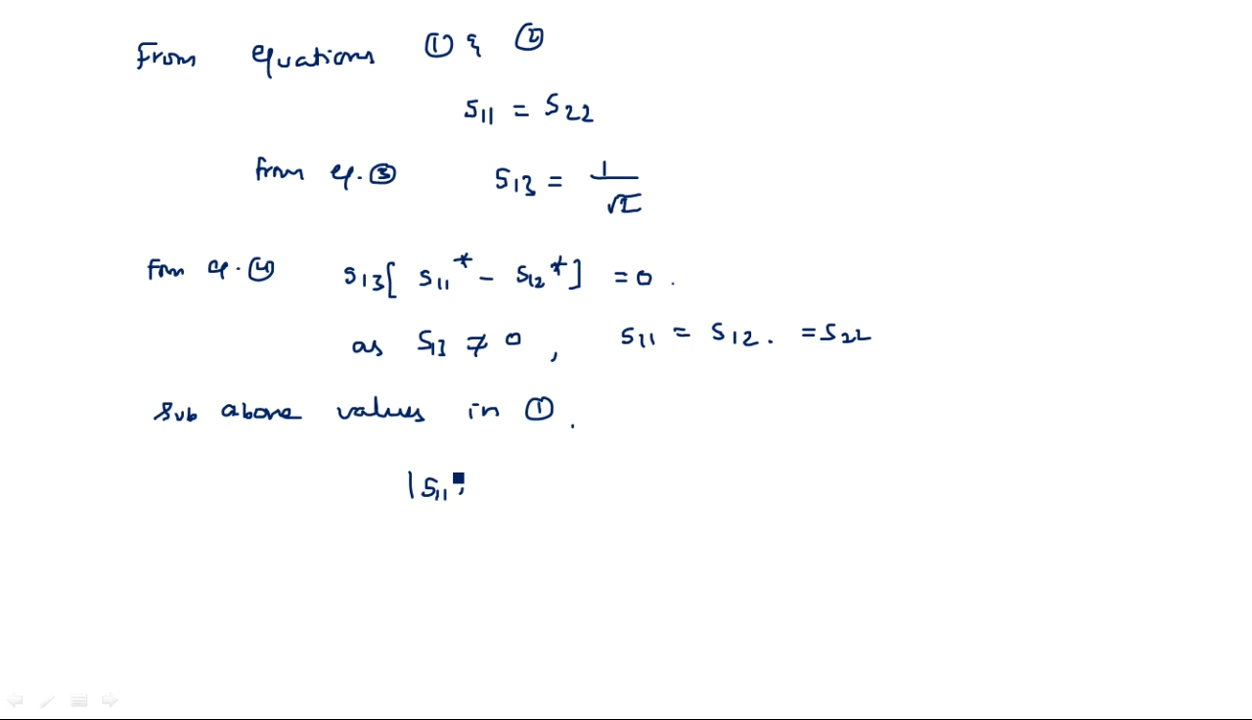 From equations ① & ②
S11 = S22
from eq. ③ S13 = 1/√2
From eq. ④ S13[ S11* - S12* ] = 0 .
as S13 ≠ 0 , S11 = S12 . = S22
sub above values in ① .
|S11